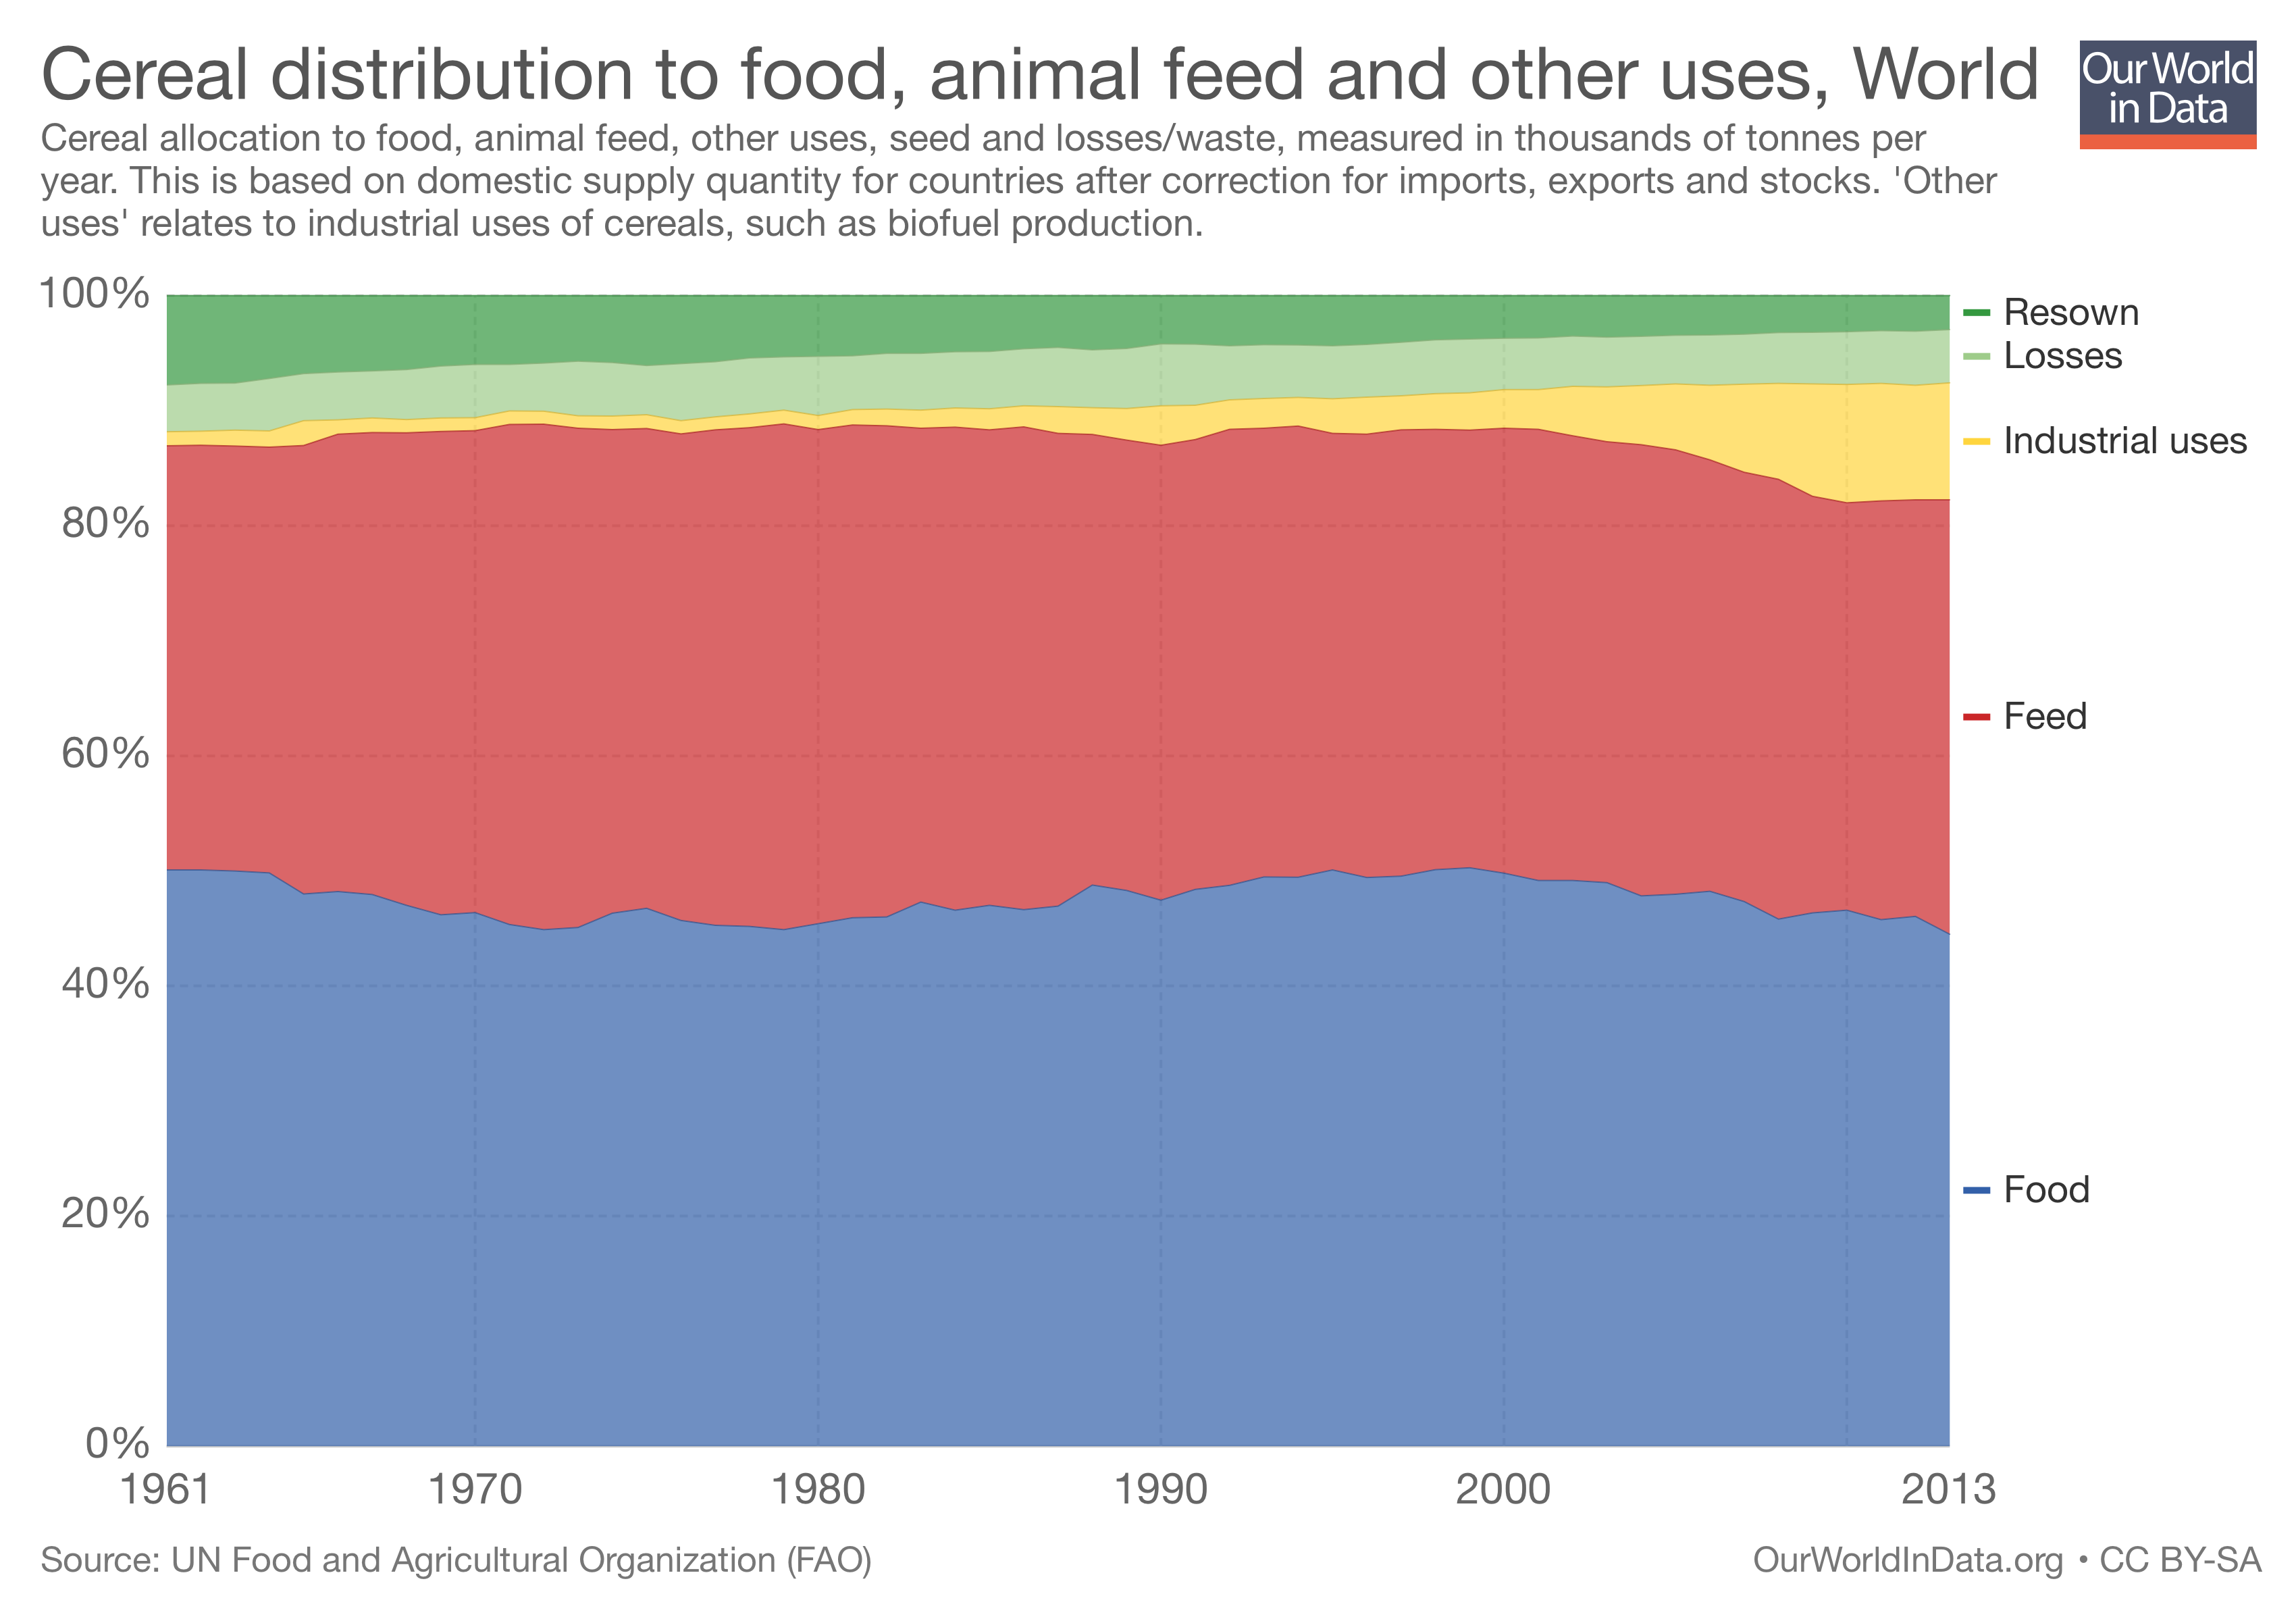 Cereal distribution to food, animal feed and other uses, World
Our World
in Data
Cereal allocation to food, animal feed, other uses, seed and losses/waste, measured in thousands of tonnes per
year. This is based on domestic supply quantity for countries after correction for imports, exports and stocks. 'Other
uses' relates to industrial uses of cereals, such as biofuel production.
100%
80%
60%
40%
20%
0%
Resown
Losses
Industrial uses
Feed
Food
1961 1970 1980 1990 2000 2013
Source: UN Food and Agricultural Organization (FAO)
OurWorldInData.org • CC BY-SA